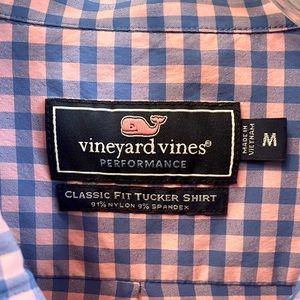 vineyard vines®
PERFORMANCE
MADE IN
VIETNAM
M
CLASSIC FIT TUCKER SHIRT
91% NYLON 9% SPANDEX